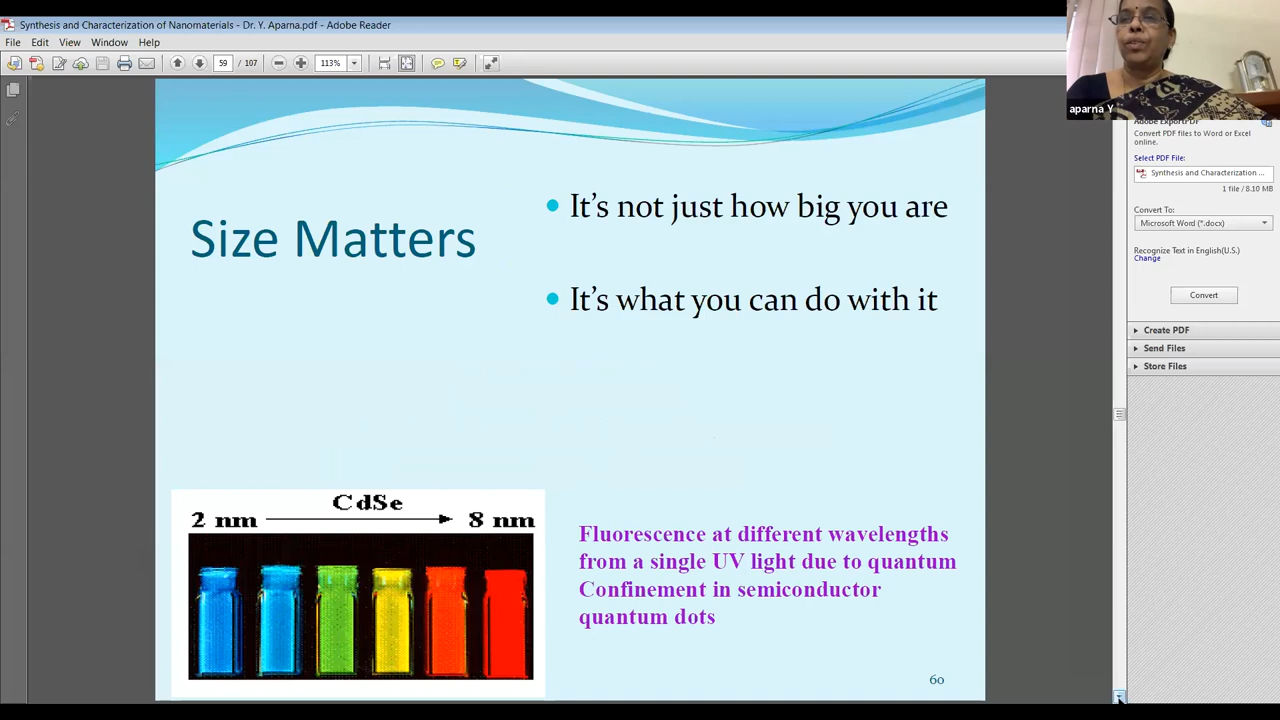 Synthesis and Characterization of Nanomaterials - Dr. Y. Aparna.pdf - Adobe Reader
File Edit View Window Help
59 / 107 113%
aparna Y
Adobe ExportPDF
Convert PDF files to Word or Excel
online.
Select PDF File:
Synthesis and Characterization ...
1 file / 8.10 MB
Convert To:
Microsoft Word (*.docx)
Recognize Text in English(U.S.)
Change
Convert
Create PDF
Send Files
Store Files
Size Matters
It's not just how big you are
It's what you can do with it
CdSe
2 nm 8 nm
Fluorescence at different wavelengths
from a single UV light due to quantum
Confinement in semiconductor
quantum dots
60